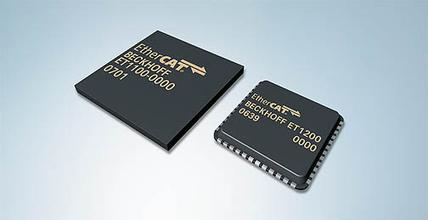 EtherCAT
BECKHOFF
ET1100-0000
0701
EtherCAT
BECKHOFF ET1200
0000
0639